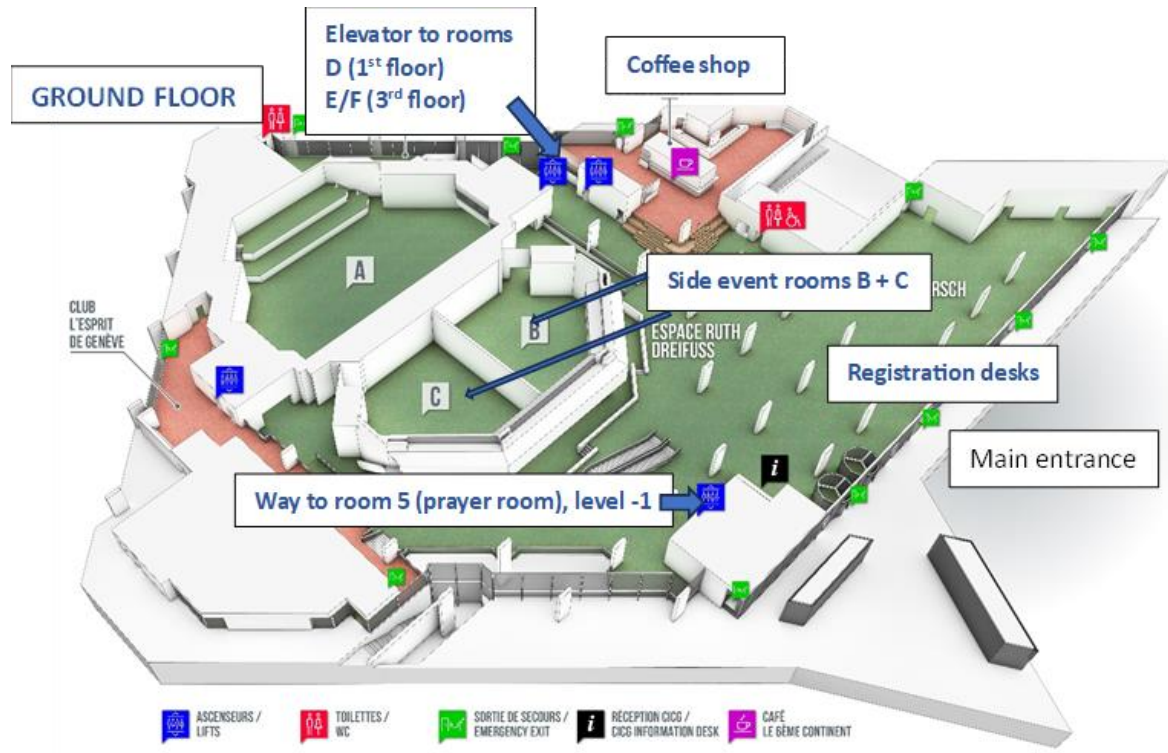 Elevator to rooms
D (1st floor)
E/F (3rd floor)
Coffee shop
GROUND FLOOR
A
Side event rooms B + C
B
RSCH
ESPACE RUTH
DREIFUSS
CLUB
L'ESPRIT
DE GENÈVE
C
Registration desks
Main entrance
i
Way to room 5 (prayer room), level -1
ASCENSEURS /
LIFTS
TOILETTES /
WC
SORTIE DE SECOURS /
EMERGENCY EXIT
i
RÉCEPTION CICG /
CICG INFORMATION DESK
CAFÉ
LE 6ÈME CONTINENT